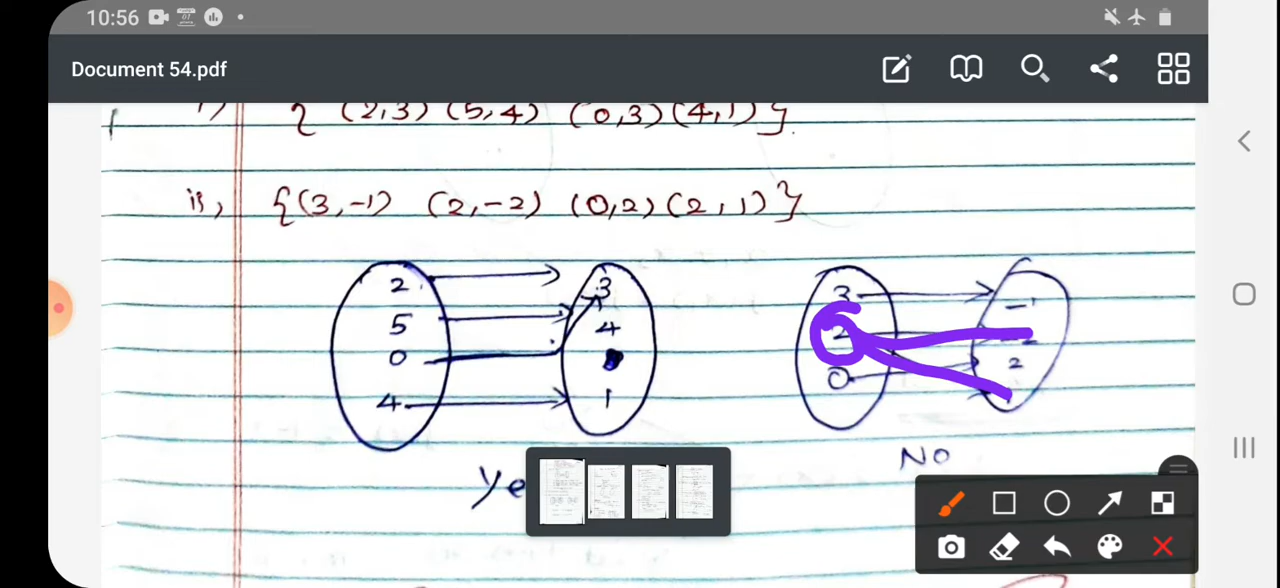 10:56
Document 54.pdf
i) { (2,3) (5,4) (0,3) (4,1) }.
ii) { (3,-1) (2,-2) (0,2) (2,1) }
2 3 3 -1
5 4 2 -2
0 0 2
4 1
Ye NO